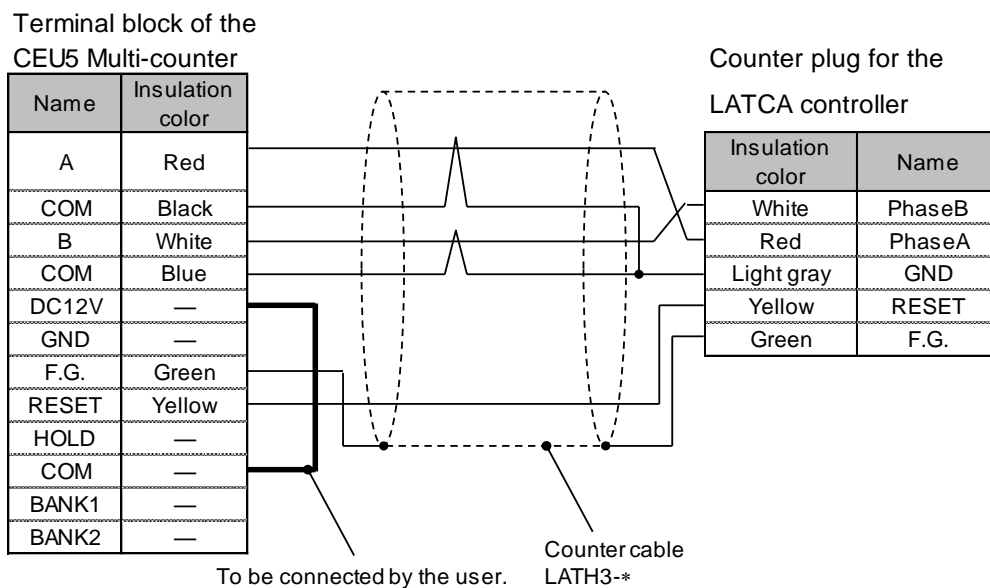 Terminal block of the
CEU5 Multi-counter
Name Insulation color
A Red
COM Black
B White
COM Blue
DC12V —
GND —
F.G. Green
RESET Yellow
HOLD —
COM —
BANK1 —
BANK2 —
To be connected by the user.
Counter cable
LATH3-*
Counter plug for the
LATCA controller
Insulation color Name
White PhaseB
Red PhaseA
Light gray GND
Yellow RESET
Green F.G.